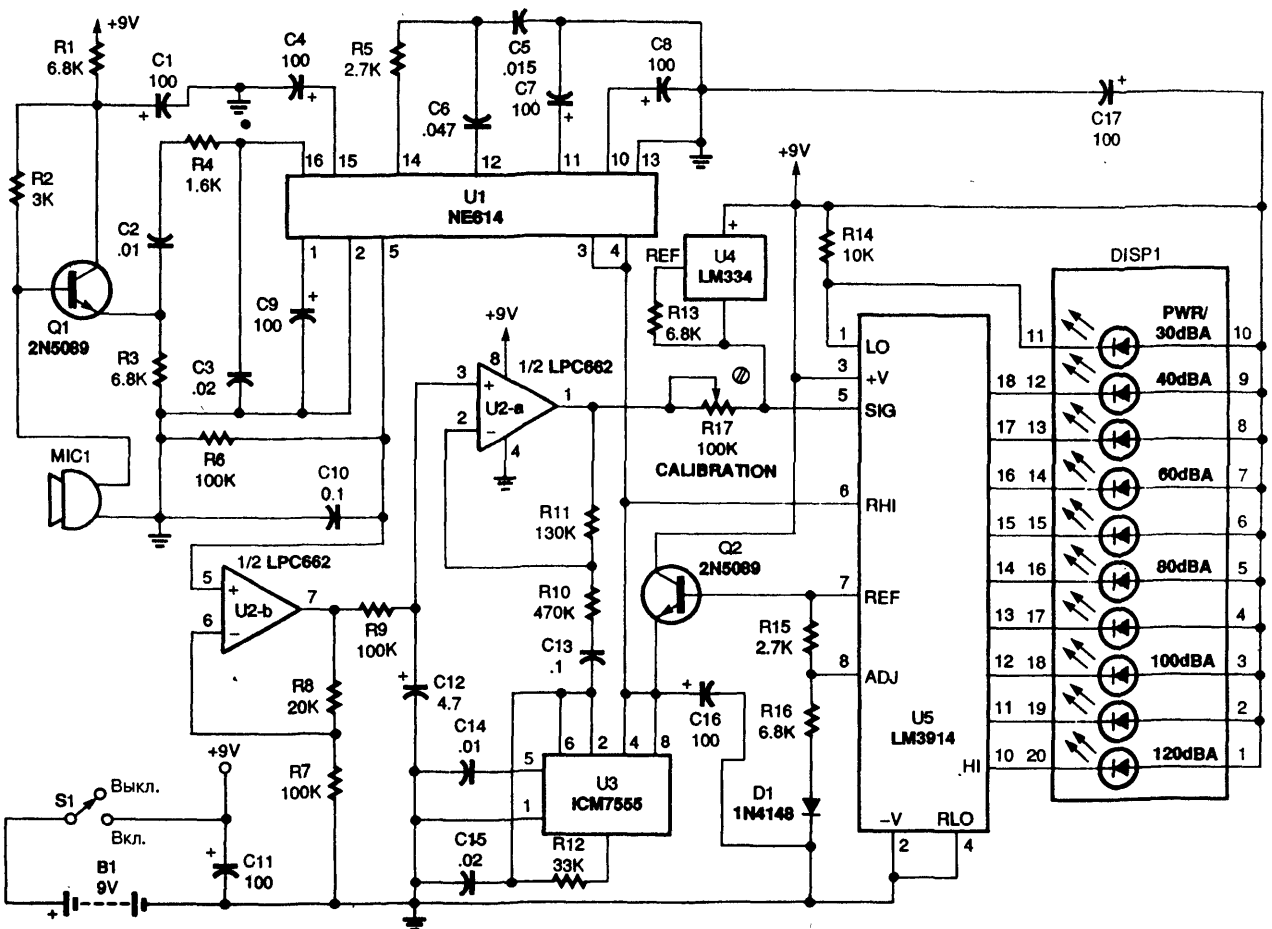 +9V
R1
6.8K
C1
100
C4
100
R5
2.7K
C5
.015
C7
100
C8
100
C17
100
C6
.047
R4
1.6K
R2
3K
C2
.01
16
15
14
12
11
10
13
U1
NE614
1
2
5
3
4
Q1
2N5089
R3
6.8K
C3
.02
C9
100
R6
100K
C10
0.1
MIC1
+9V
REF
U4
LM334
R13
6.8K
R14
10K
DISP1
+9V
8
1/2 LPC662
3
U2-a
1
2
4
R17
100K
CALIBRATION
1/2 LPC662
5
U2-b
7
6
R9
100K
R8
20K
R7
100K
R11
130K
R10
470K
C13
.1
C12
4.7
C14
.01
C15
.02
R12
33K
6
2
4
8
5
1
U3
ICM7555
C16
100
Q2
2N5089
R15
2.7K
R16
6.8K
D1
1N4148
1
LO
3
+V
5
SIG
6
RHI
7
REF
8
ADJ
U5
LM3914
HI
-V
RLO
2
4
11
PWR/
30dBA
10
18
12
40dBA
9
17
13
8
16
14
60dBA
7
15
15
6
14
16
80dBA
5
13
17
4
12
18
100dBA
3
11
19
2
10
20
120dBA
1
+9V
S1
Выкл.
Вкл.
C11
100
B1
9V